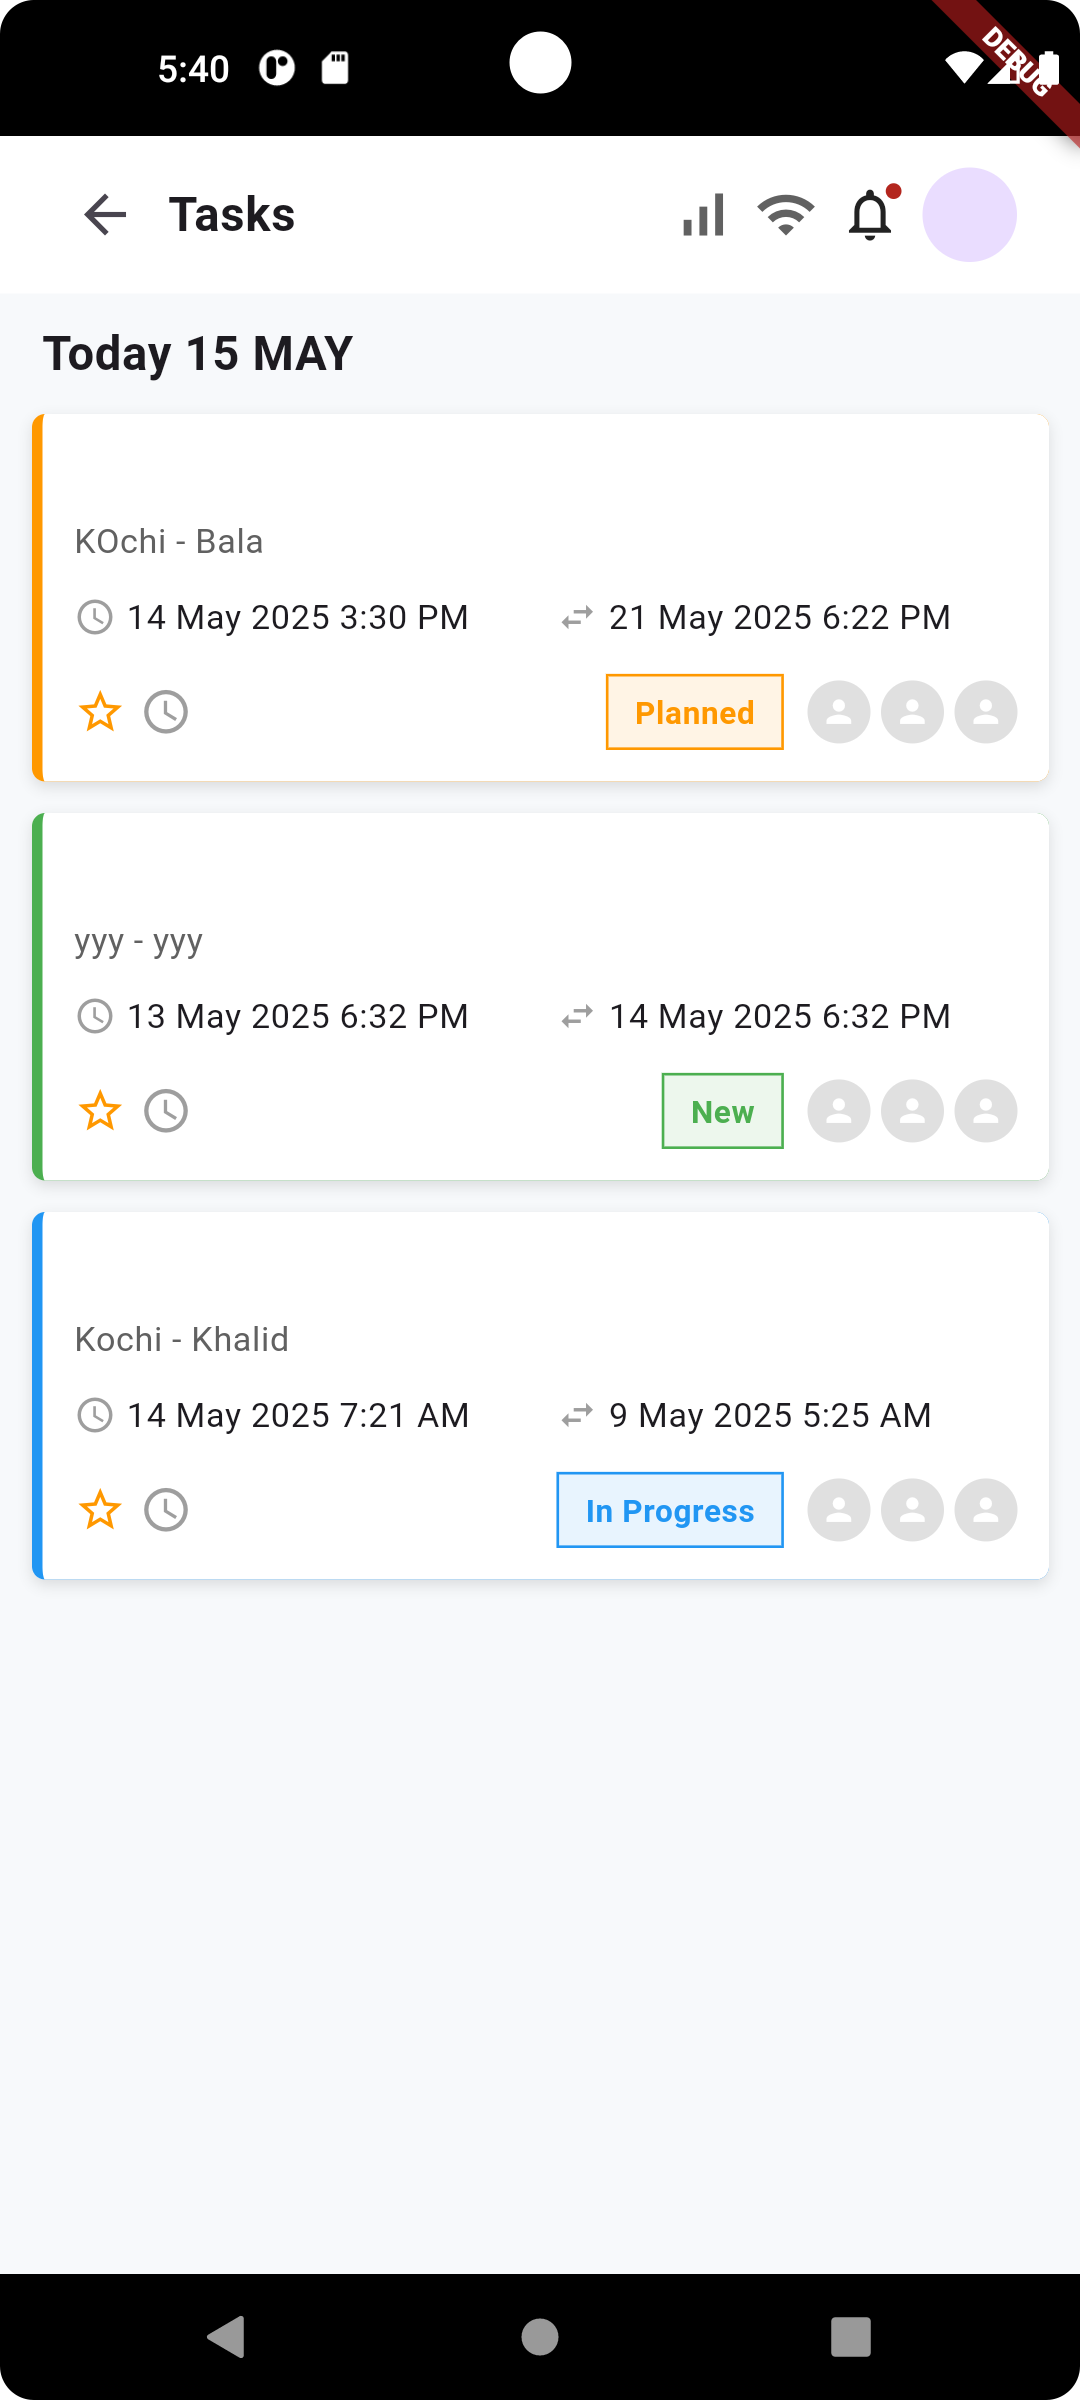 5:40
DEBUG
Tasks
Today 15 MAY
KOchi - Bala
14 May 2025 3:30 PM 21 May 2025 6:22 PM
Planned
yyy - yyy
13 May 2025 6:32 PM 14 May 2025 6:32 PM
New
Kochi - Khalid
14 May 2025 7:21 AM 9 May 2025 5:25 AM
In Progress